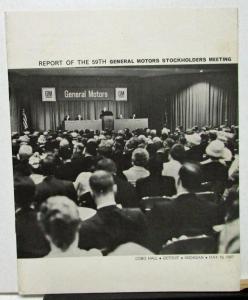 REPORT OF THE 59TH GENERAL MOTORS STOCKHOLDERS MEETING
GM General Motors GM
COBO HALL • DETROIT • MICHIGAN • MAY 19, 1967